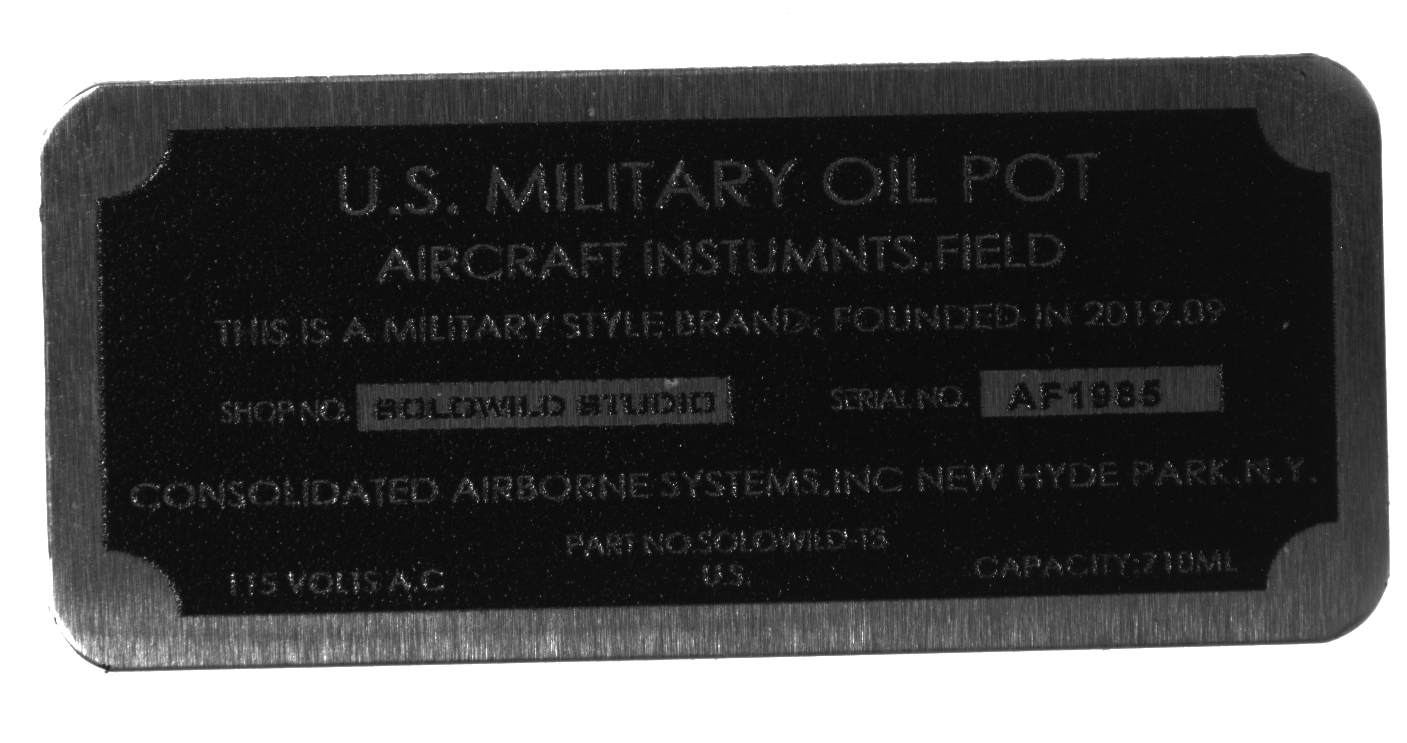 U.S. MILITARY OIL POT
AIRCRAFT INSTUMNTS,FIELD
THIS IS A MILITARY STYLE BRAND, FOUNDED IN 2019.09
SHOP NO. SOLOWILD STUDIO SERIAL NO. AF1985
CONSOLIDATED AIRBORNE SYSTEMS,INC NEW HYDE PARK.N.Y.
PART NO.SOLOWILD-TS
115 VOLTS A.C U.S. CAPACITY:710ML